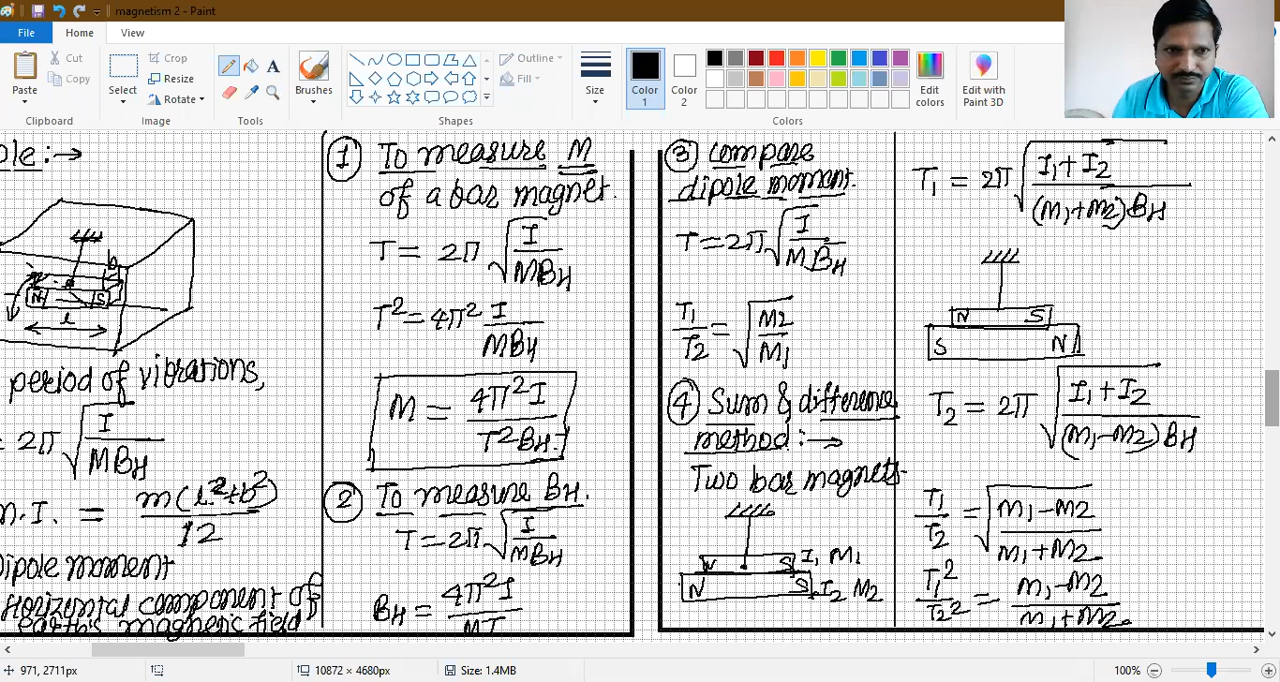 magnetism 2 - Paint
File
Home
View
Paste
Cut
Copy
Clipboard
Select
Crop
Resize
Rotate
Image
Tools
Brushes
Shapes
Outline
Fill
Size
Color 1
Color 2
Edit colors
Edit with Paint 3D
Colors
ole:→
b
N S
l
period of vibrations,
= 2π√(I/MBH)
M.I. = m(l²+b²)/12
Dipole moment
Horizontal component of
earth's magnetic field
① To measure M
of a bar magnet.
T = 2π√(I/MBH)
T² = 4π² I/MBH
M = 4π²I/T²BH.
② To measure BH.
T = 2π√(I/MBH)
BH = 4π²I/MT
③ compare
dipole moment.
T = 2π√(I/MBH)
T1/T2 = √(M2/M1)
④ Sum & difference
method:→
Two bar magnets
N S I1 M1
N S I2 M2
T1 = 2π√((I1+I2)/((M1+M2)BH))
N S
S N
T2 = 2π√((I1+I2)/((M1-M2)BH))
T1/T2 = √((M1-M2)/(M1+M2))
T1²/T2² = (M1-M2)/(M1+M2)
971, 2711px
10872 × 4680px
Size: 1.4MB
100%